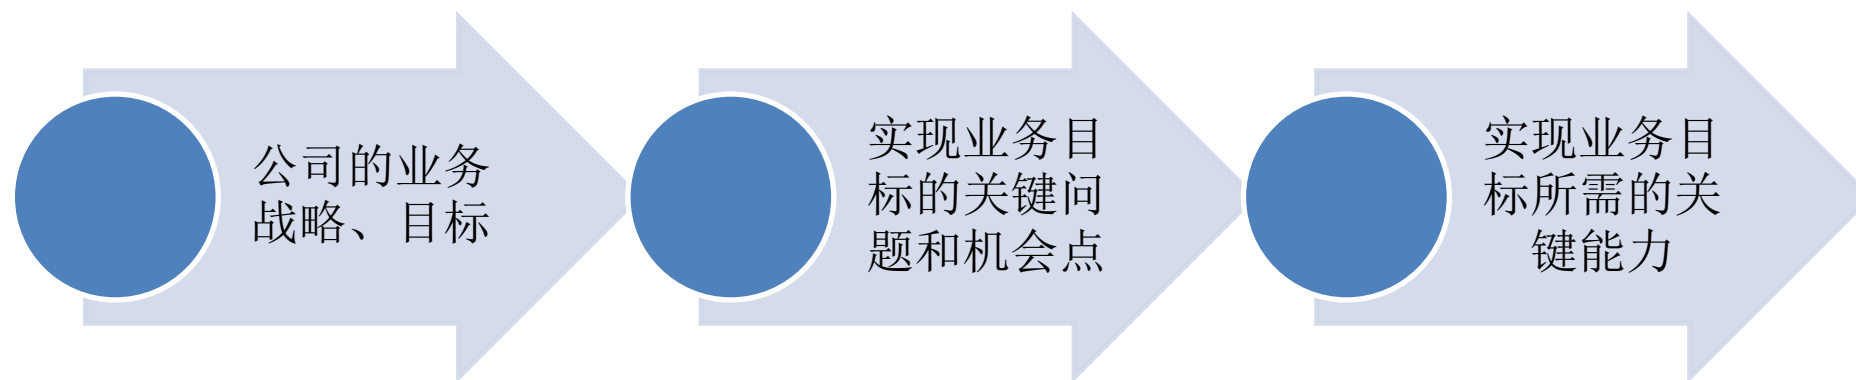 公司的业务
战略、目标
实现业务目
标的关键问
题和机会点
实现业务目
标所需的关
键能力